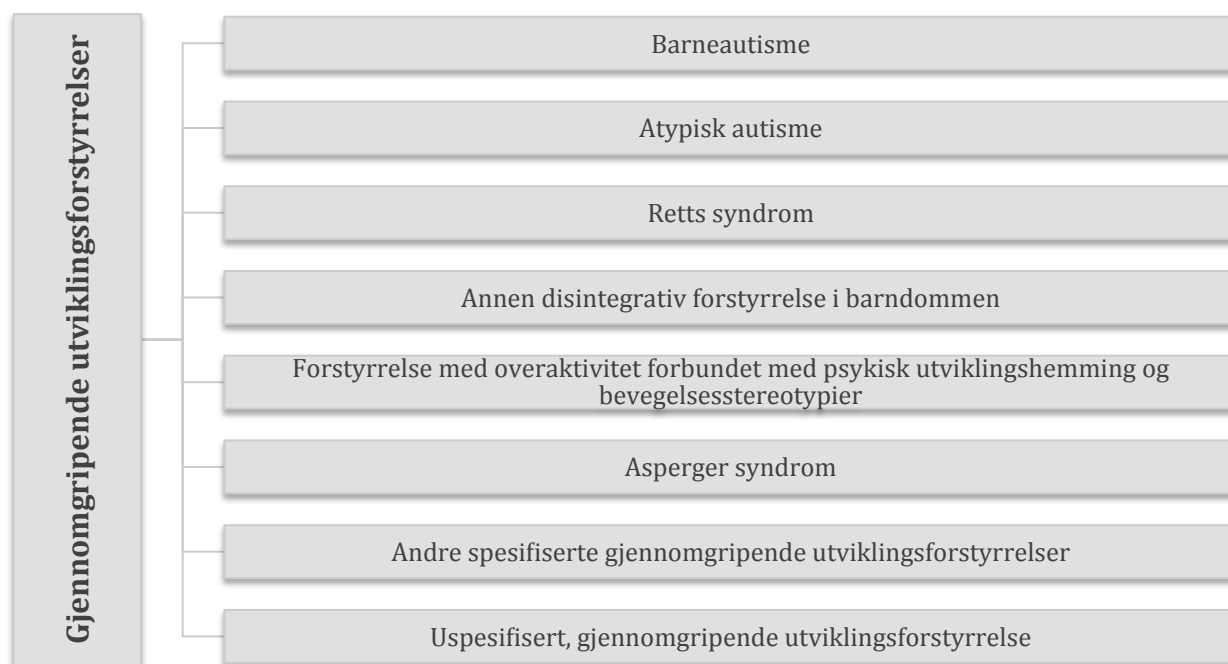 Gjennomgripende utviklingsforstyrrelser
Barneautisme
Atypisk autisme
Retts syndrom
Annen disintegrativ forstyrrelse i barndommen
Forstyrrelse med overaktivitet forbundet med psykisk utviklingshemming og
bevegelsesstereotypier
Asperger syndrom
Andre spesifiserte gjennomgripende utviklingsforstyrrelser
Uspesifisert, gjennomgripende utviklingsforstyrrelse